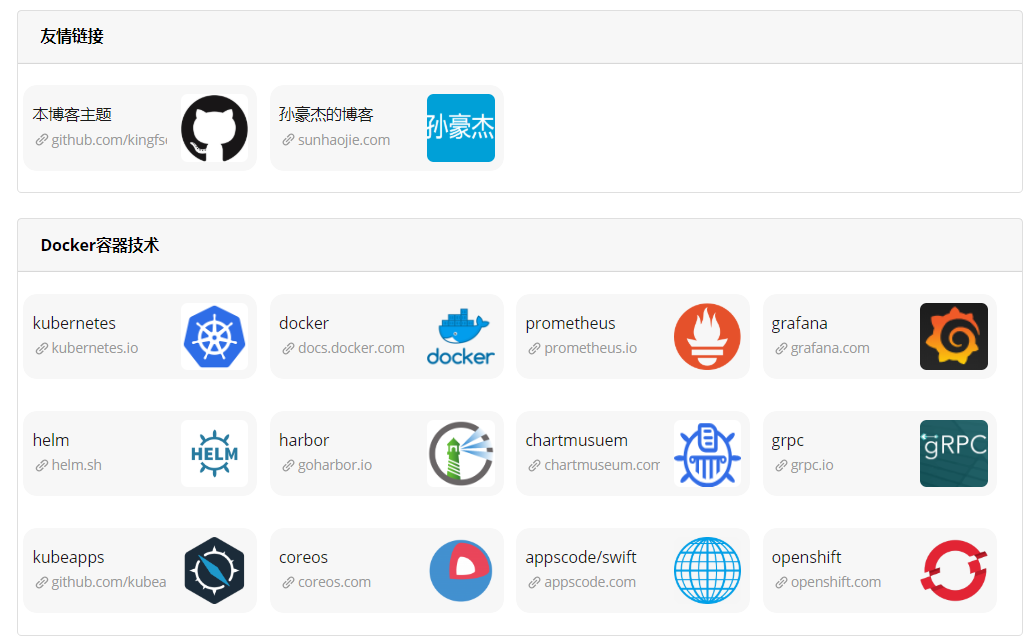 友情链接
本博客主题
github.com/kingfs
孙豪杰的博客
sunhaojie.com
孙豪杰
Docker容器技术
kubernetes
kubernetes.io
docker
docs.docker.com
docker
prometheus
prometheus.io
grafana
grafana.com
helm
helm.sh
HELM
harbor
goharbor.io
chartmusuem
chartmuseum.com
grpc
grpc.io
gRPC
kubeapps
github.com/kubea
coreos
coreos.com
appscode/swift
appscode.com
openshift
openshift.com